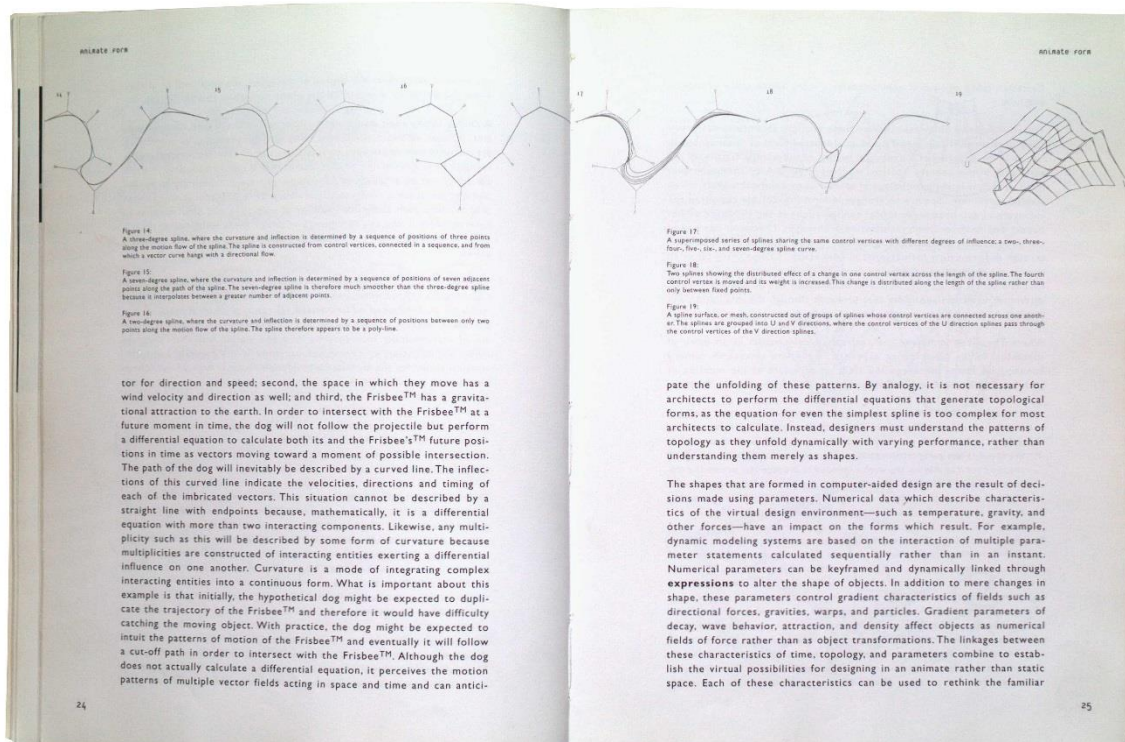 Animate Form
14
15
16
Figure 14:
A three-degree spline, where the curvature and inflection is determined by a sequence of positions of three points
along the motion flow of the spline. The spline is constructed from control vertices, connected in a sequence, and from
which a vector curve hangs with a directional flow.
Figure 15:
A seven-degree spline, where the curvature and inflection is determined by a sequence of positions of seven adjacent
points along the path of the spline. The seven-degree spline is therefore much smoother than the three-degree spline
because it interpolates between a greater number of adjacent points.
Figure 16:
A two-degree spline, where the curvature and inflection is determined by a sequence of positions between only two
points along the motion flow of the spline. The spline therefore appears to be a poly-line.
tor for direction and speed; second, the space in which they move has a
wind velocity and direction as well; and third, the Frisbee™ has a gravita-
tional attraction to the earth. In order to intersect with the Frisbee™ at a
future moment in time, the dog will not follow the projectile but perform
a differential equation to calculate both its and the Frisbee's™ future posi-
tions in time as vectors moving toward a moment of possible intersection.
The path of the dog will inevitably be described by a curved line. The inflec-
tions of this curved line indicate the velocities, directions and timing of
each of the imbricated vectors. This situation cannot be described by a
straight line with endpoints because, mathematically, it is a differential
equation with more than two interacting components. Likewise, any multi-
plicity such as this will be described by some form of curvature because
multiplicities are constructed of interacting entities exerting a differential
influence on one another. Curvature is a mode of integrating complex
interacting entities into a continuous form. What is important about this
example is that initially, the hypothetical dog might be expected to dupli-
cate the trajectory of the Frisbee™ and therefore it would have difficulty
catching the moving object. With practice, the dog might be expected to
intuit the patterns of motion of the Frisbee™ and eventually it will follow
a cut-off path in order to intersect with the Frisbee™. Although the dog
does not actually calculate a differential equation, it perceives the motion
patterns of multiple vector fields acting in space and time and can antici-
24
Animate Form
17
18
19
U
Figure 17:
A superimposed series of splines sharing the same control vertices with different degrees of influence; a two-, three-,
four-, five-, six-, and seven-degree spline curve.
Figure 18:
Two splines showing the distributed effect of a change in one control vertex across the length of the spline. The fourth
control vertex is moved and its weight is increased. This change is distributed along the length of the spline rather than
only between fixed points.
Figure 19:
A spline surface, or mesh, constructed out of groups of splines whose control vertices are connected across one anoth-
er. The splines are grouped into U and V directions, where the control vertices of the U direction splines pass through
the control vertices of the V direction splines.
pate the unfolding of these patterns. By analogy, it is not necessary for
architects to perform the differential equations that generate topological
forms, as the equation for even the simplest spline is too complex for most
architects to calculate. Instead, designers must understand the patterns of
topology as they unfold dynamically with varying performance, rather than
understanding them merely as shapes.
The shapes that are formed in computer-aided design are the result of deci-
sions made using parameters. Numerical data which describe characteris-
tics of the virtual design environment—such as temperature, gravity, and
other forces—have an impact on the forms which result. For example,
dynamic modeling systems are based on the interaction of multiple para-
meter statements calculated sequentially rather than in an instant.
Numerical parameters can be keyframed and dynamically linked through
expressions to alter the shape of objects. In addition to mere changes in
shape, these parameters control gradient characteristics of fields such as
directional forces, gravities, warps, and particles. Gradient parameters of
decay, wave behavior, attraction, and density affect objects as numerical
fields of force rather than as object transformations. The linkages between
these characteristics of time, topology, and parameters combine to estab-
lish the virtual possibilities for designing in an animate rather than static
space. Each of these characteristics can be used to rethink the familiar
25